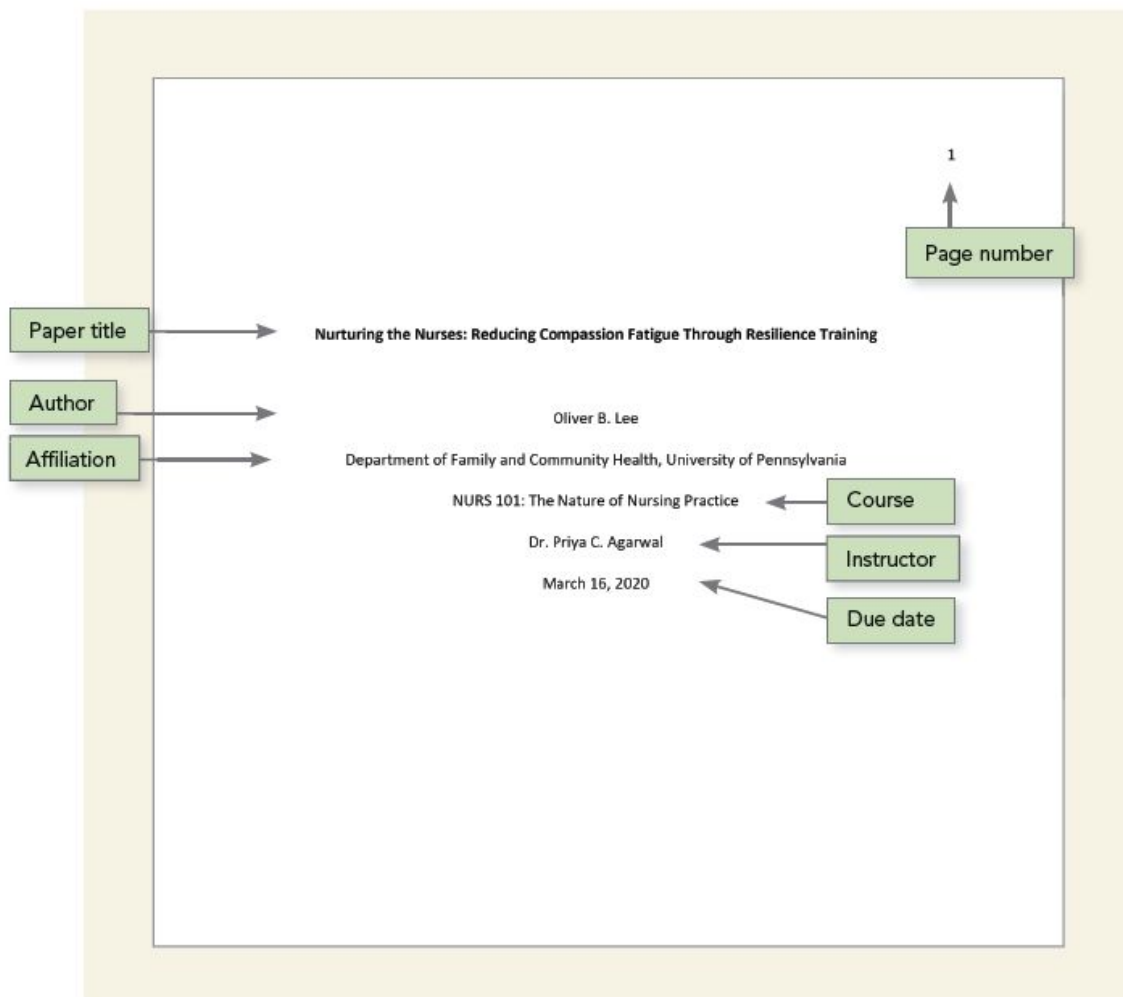 1
Page number
Paper title
Nurturing the Nurses: Reducing Compassion Fatigue Through Resilience Training
Author
Oliver B. Lee
Affiliation
Department of Family and Community Health, University of Pennsylvania
NURS 101: The Nature of Nursing Practice
Course
Dr. Priya C. Agarwal
Instructor
March 16, 2020
Due date